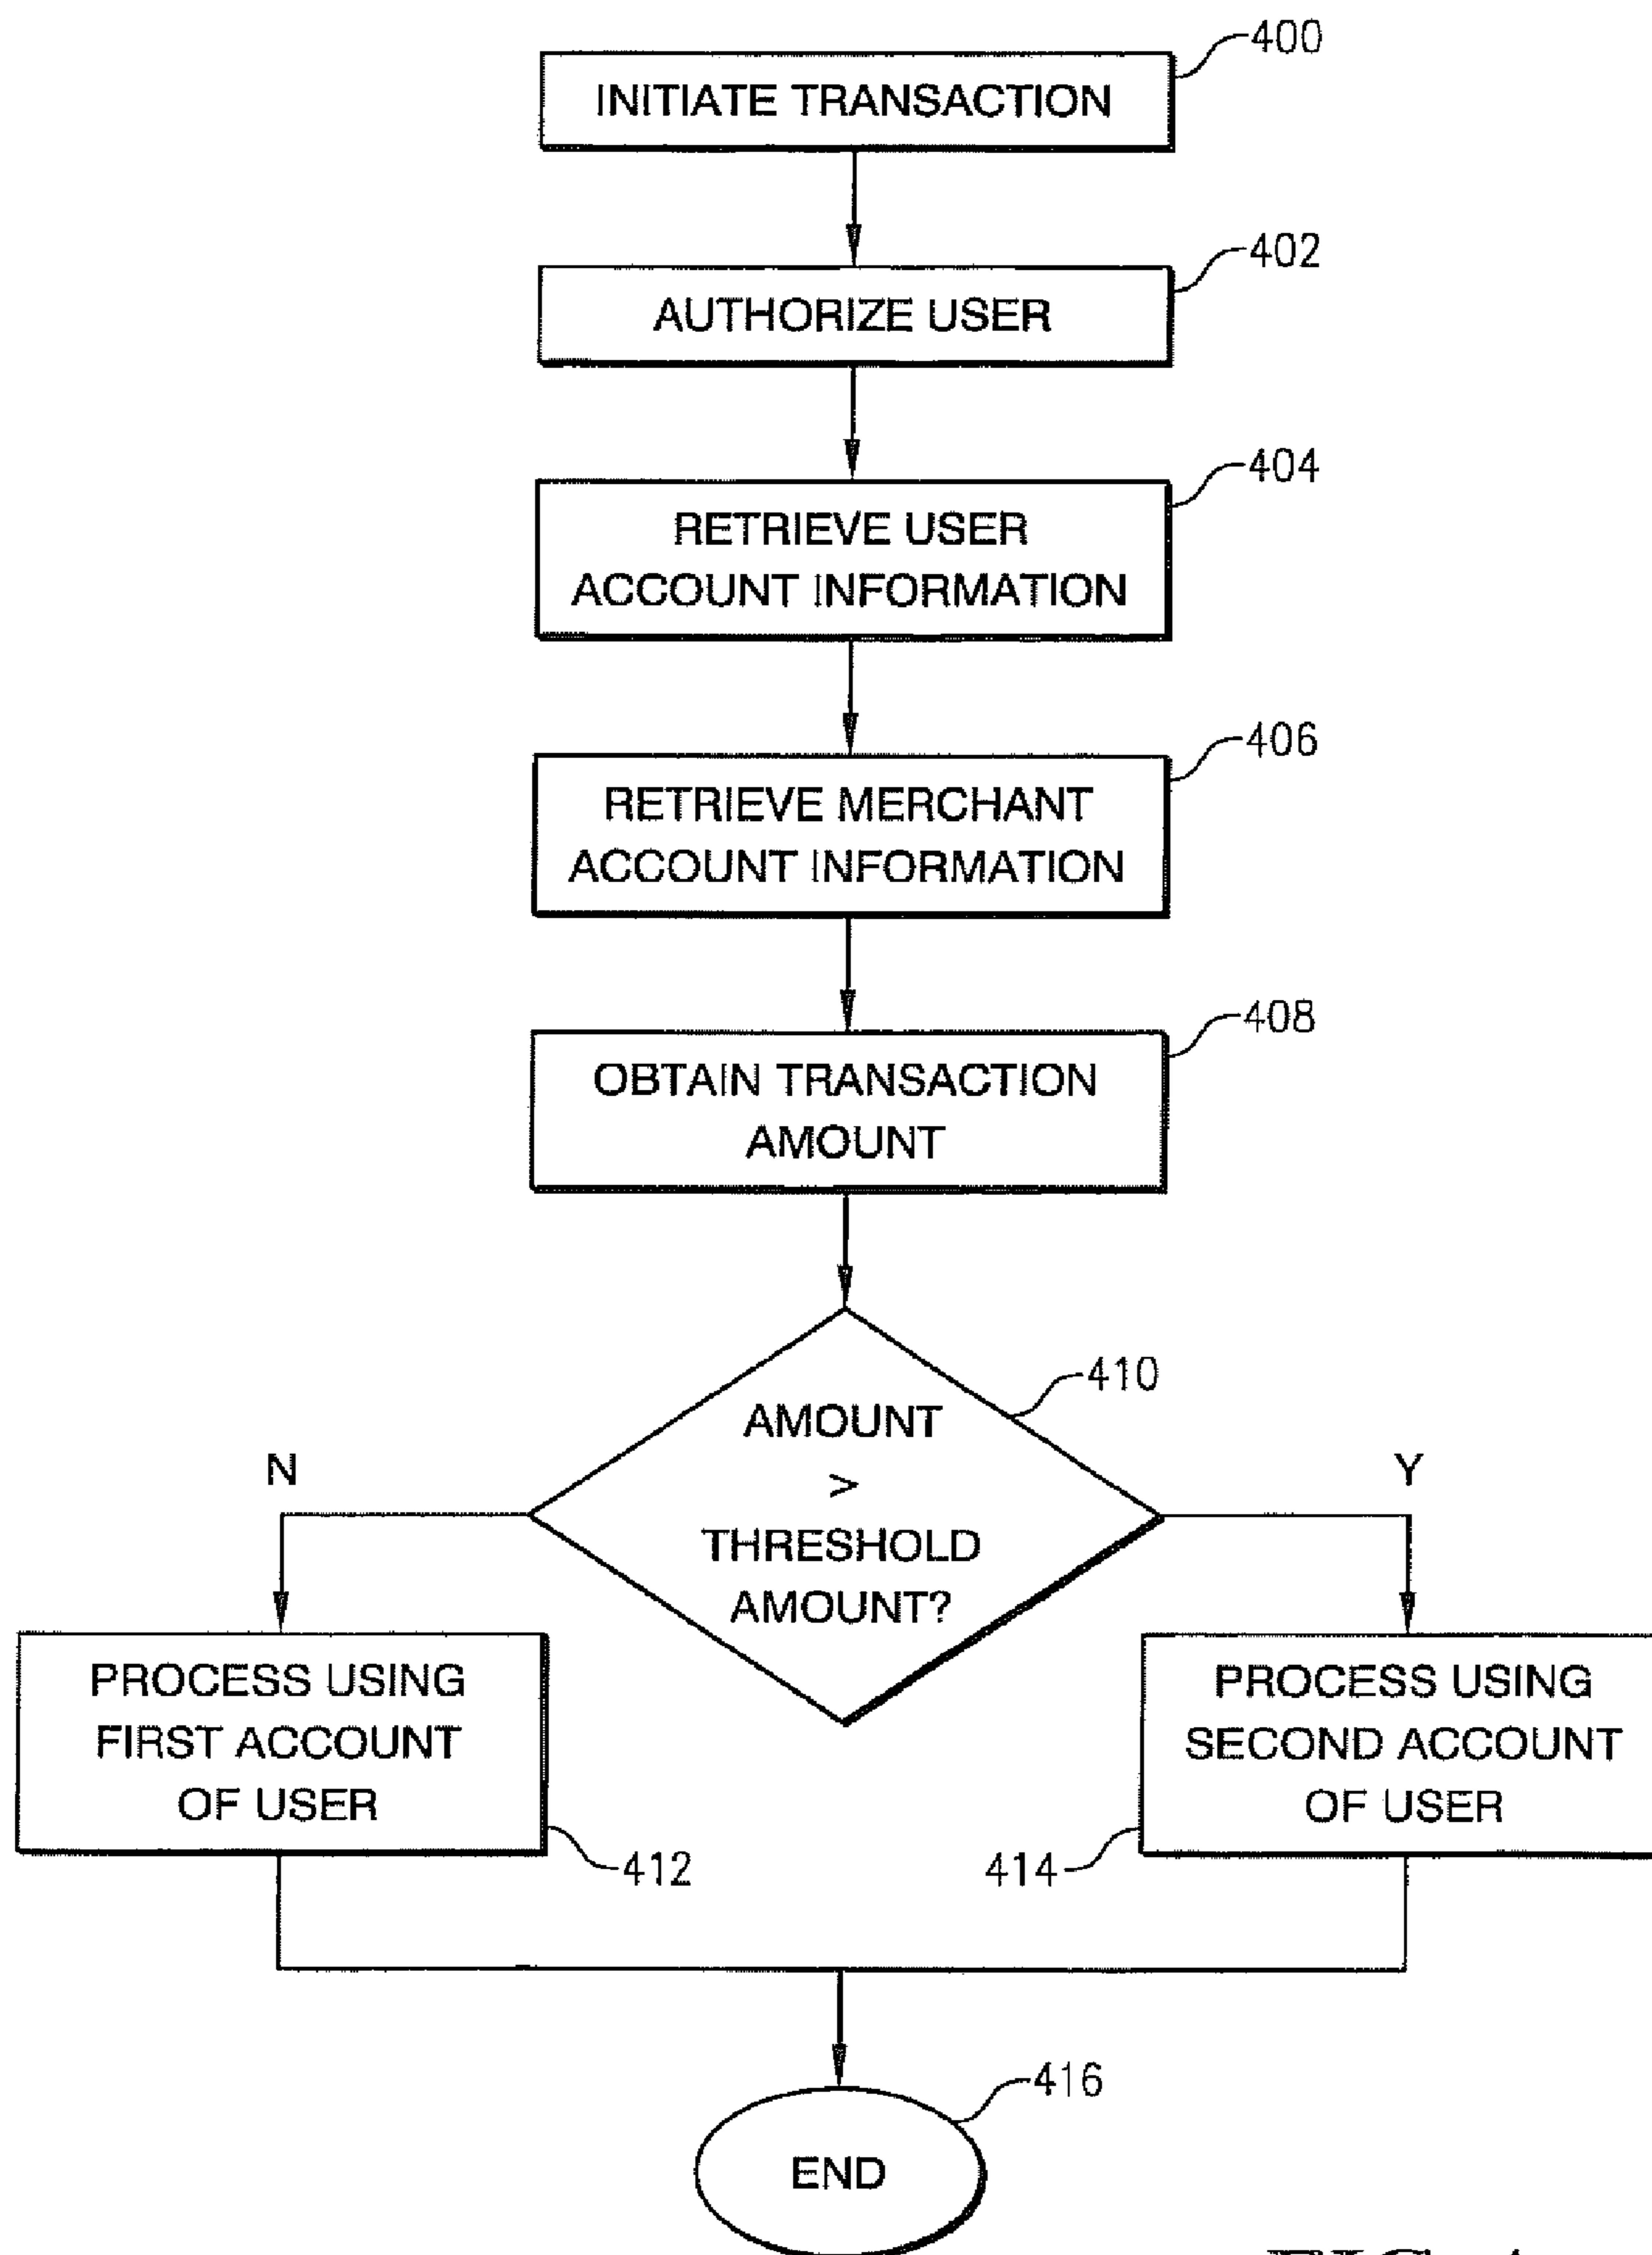 400
INITIATE TRANSACTION
402
AUTHORIZE USER
404
RETRIEVE USER
ACCOUNT INFORMATION
406
RETRIEVE MERCHANT
ACCOUNT INFORMATION
408
OBTAIN TRANSACTION
AMOUNT
410
AMOUNT
>
THRESHOLD
AMOUNT?
N
Y
PROCESS USING
FIRST ACCOUNT
OF USER
412
PROCESS USING
SECOND ACCOUNT
OF USER
414
416
END